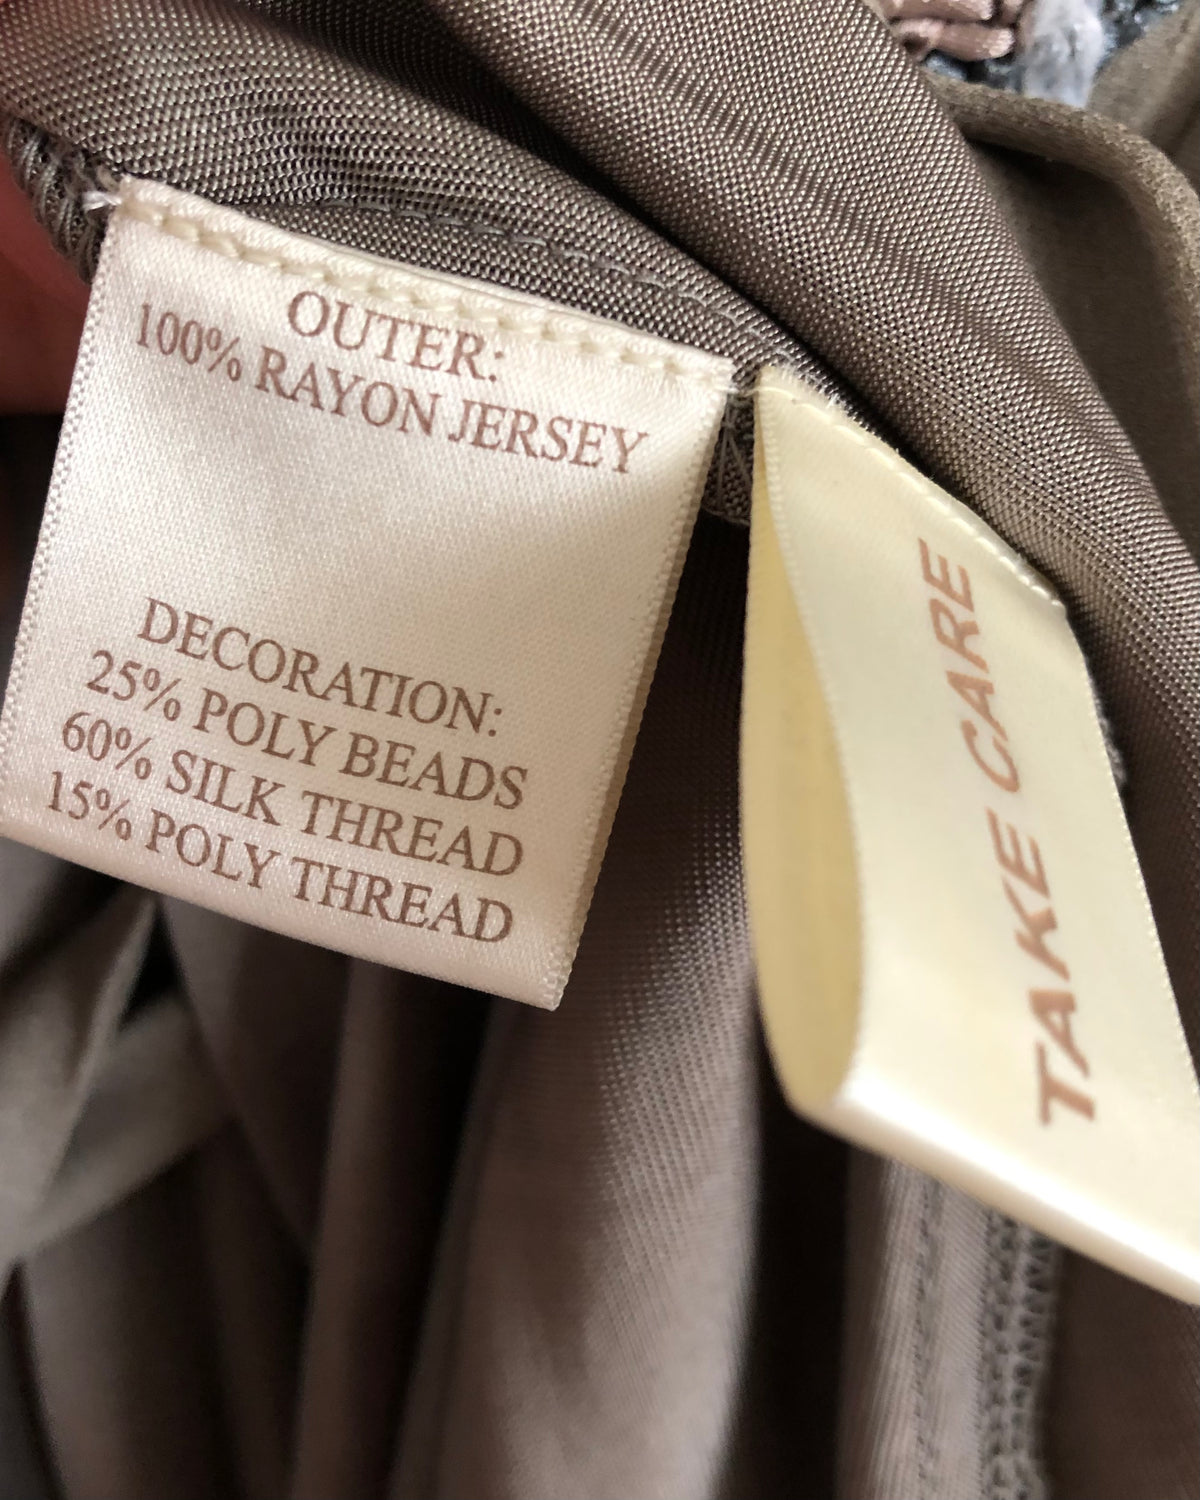 OUTER:
100% RAYON JERSEY
DECORATION:
25% POLY BEADS
60% SILK THREAD
15% POLY THREAD
TAKE CARE